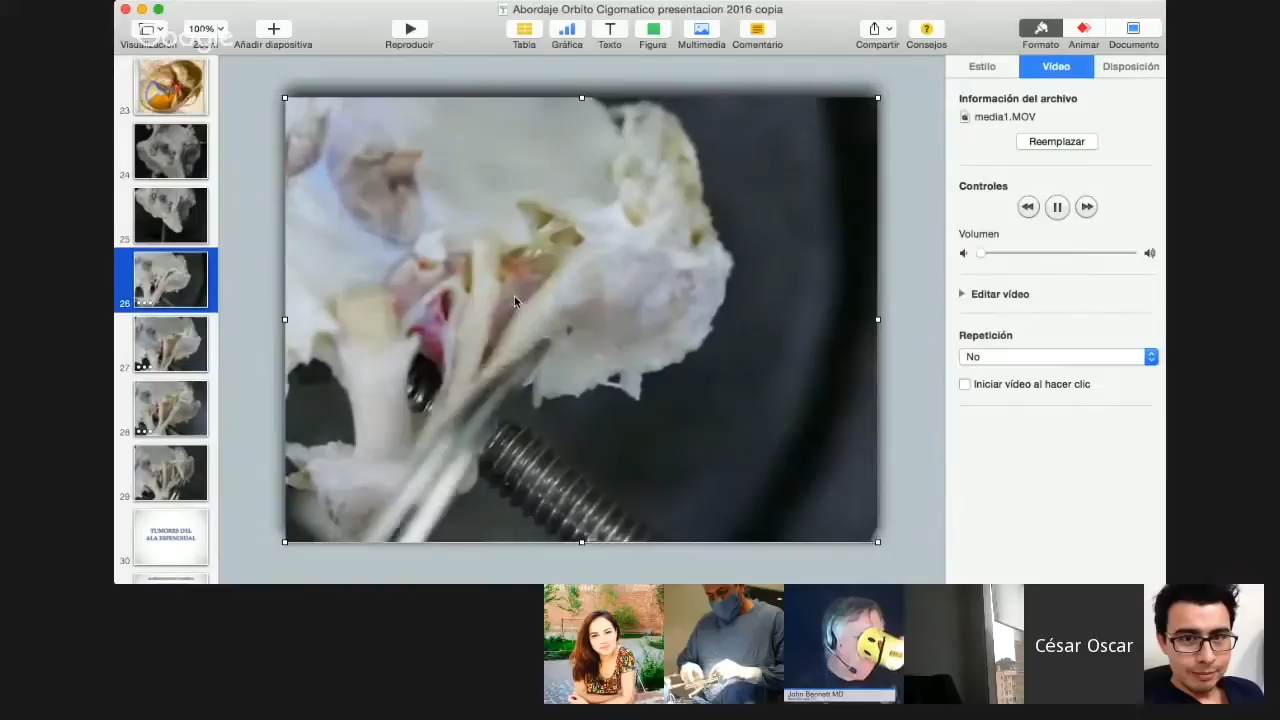 Abordaje Orbito Cigomatico presentacion 2016 copia
100%
Google
Visualización Zoom Añadir diapositiva Reproducir Tabla Gráfica Texto Figura Multimedia Comentario Compartir Consejos Formato Animar Documento
Estilo Vídeo Disposición
Información del archivo
media1.MOV
Reemplazar
Controles
Volumen
Editar vídeo
Repetición
No
Iniciar vídeo al hacer clic
23
24
25
26
27
28
29
TUMORES DEL
ALA ESFENOIDAL
30
John Bennett MD
César Oscar